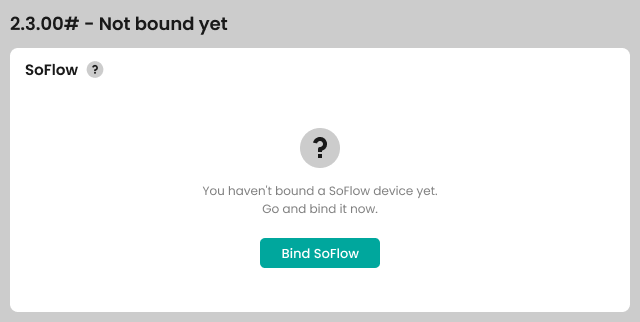 2.3.00# - Not bound yet
SoFlow ?
?
You haven't bound a SoFlow device yet.
Go and bind it now.
Bind SoFlow